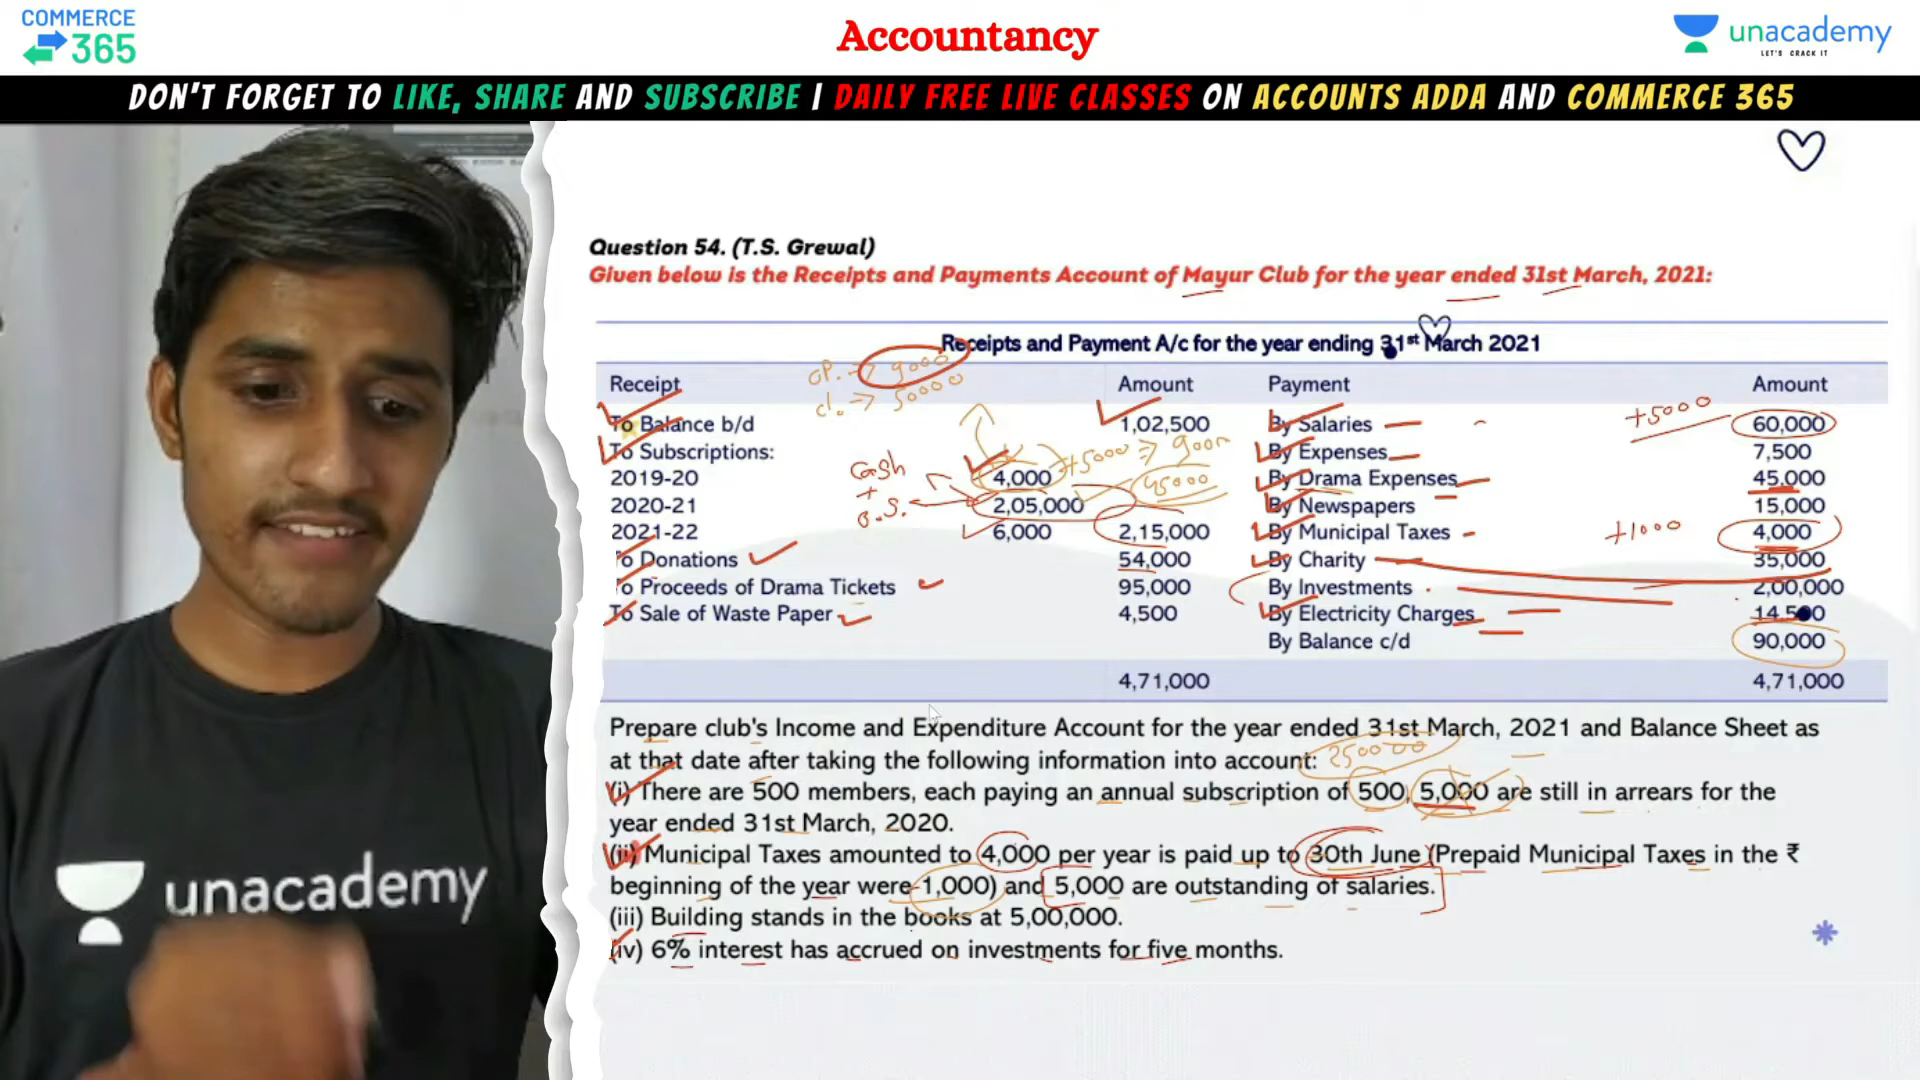 COMMERCE
365
Accountancy
unacademy
LET'S CRACK IT
DON'T FORGET TO LIKE, SHARE AND SUBSCRIBE | DAILY FREE LIVE CLASSES ON ACCOUNTS ADDA AND COMMERCE 365
Question 54. (T.S. Grewal)
Given below is the Receipts and Payments Account of Mayur Club for the year ended 31st March, 2021:
Receipts and Payment A/c for the year ending 31st March 2021
Receipt Amount Payment Amount
To Balance b/d 1,02,500 By Salaries 60,000
To Subscriptions: By Expenses 7,500
2019-20 4,000 By Drama Expenses 45,000
2020-21 2,05,000 By Newspapers 15,000
2021-22 6,000 2,15,000 By Municipal Taxes 4,000
To Donations 54,000 By Charity 35,000
To Proceeds of Drama Tickets 95,000 By Investments 2,00,000
To Sale of Waste Paper 4,500 By Electricity Charges 14,500
By Balance c/d 90,000
4,71,000 4,71,000
OP. → 9000
cl. → 50000
+5000 => 9000
45000
Cash
+
O.S.
+5000
+1000
Prepare club's Income and Expenditure Account for the year ended 31st March, 2021 and Balance Sheet as
at that date after taking the following information into account:
250000
(i) There are 500 members, each paying an annual subscription of 500, 5,000 are still in arrears for the
year ended 31st March, 2020.
(ii) Municipal Taxes amounted to 4,000 per year is paid up to 30th June (Prepaid Municipal Taxes in the ₹
beginning of the year were 1,000) and 5,000 are outstanding of salaries.
(iii) Building stands in the books at 5,00,000.
(iv) 6% interest has accrued on investments for five months.
unacademy